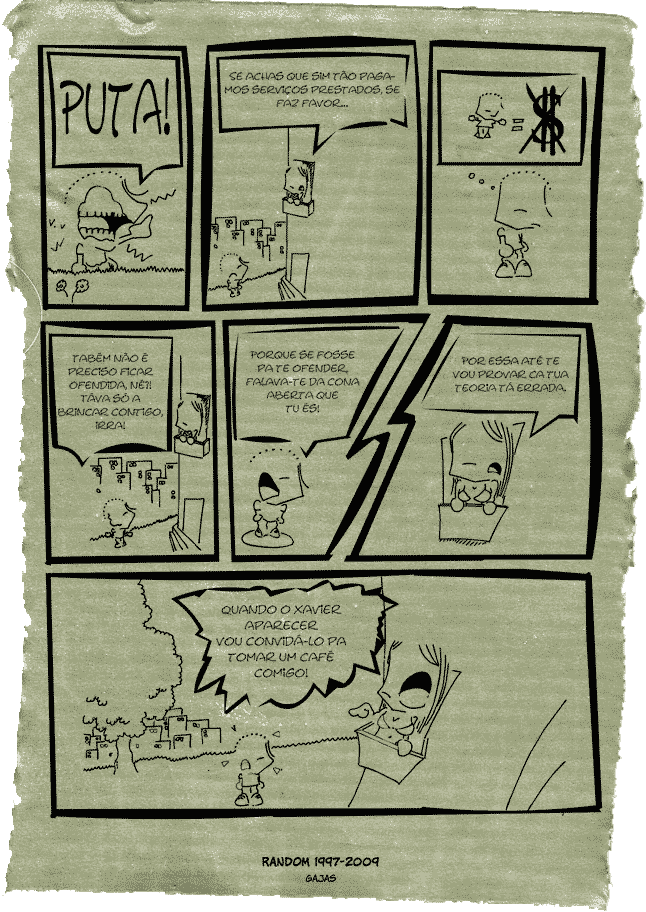 PUTA!
SE ACHAS QUE SIM TÃO PAGA-
MOS SERVIÇOS PRESTADOS, SE
FAZ FAVOR...
=$
TABÉM NÃO É
PRECISO FICAR
OFENDIDA, NÉ?!
TAVA SÓ A
BRINCAR CONTIGO,
IRRA!
PORQUE SE FOSSE
PA TE OFENDER,
FALAVA-TE DA CONA
ABERTA QUE
TU ÉS!
POR ESSA ATÉ TE
VOU PROVAR CA TUA
TEORIA TÁ ERRADA.
QUANDO O XAVIER
APARECER
VOU CONVIDÁ-LO PA
TOMAR UM CAFÉ
COMIGO!
RANDOM 1997-2009
GAJAS